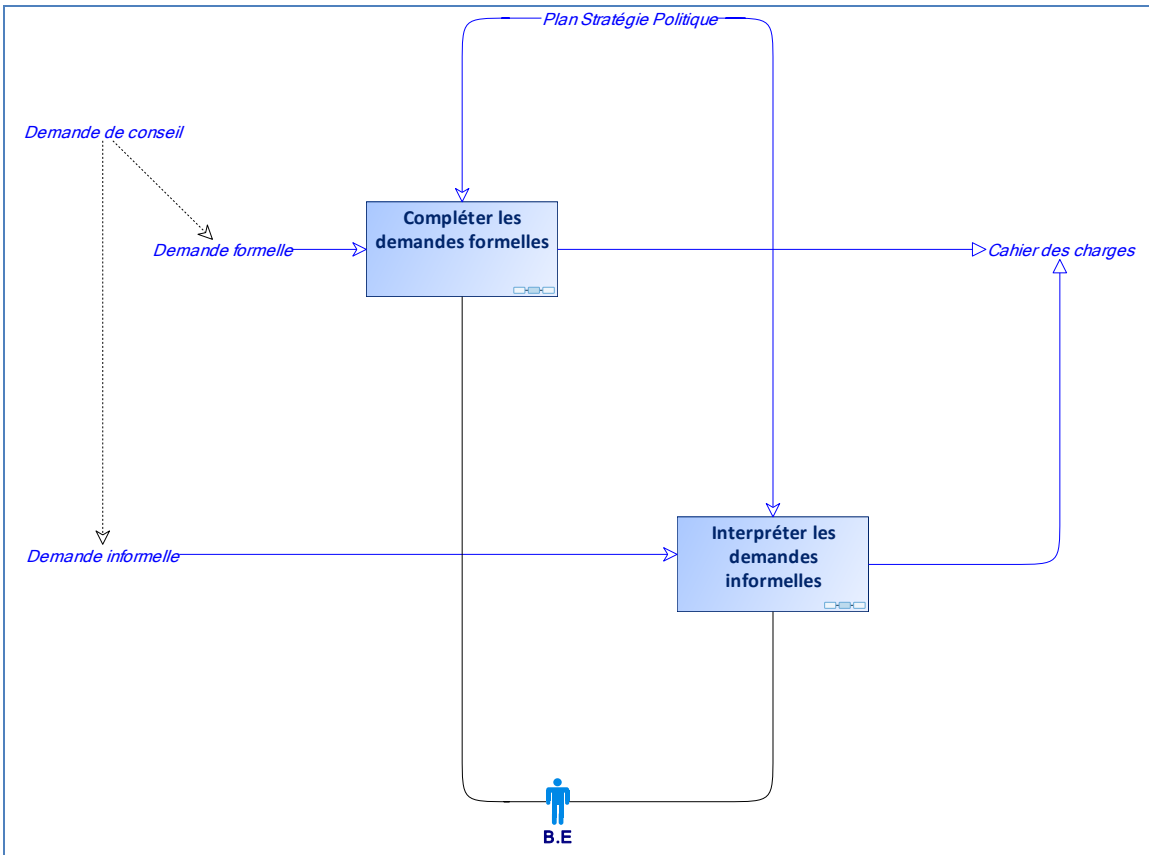 Plan Stratégie Politique
Demande de conseil
Compléter les
demandes formelles
Demande formelle
Cahier des charges
Interpréter les
demandes
informelles
Demande informelle
B.E